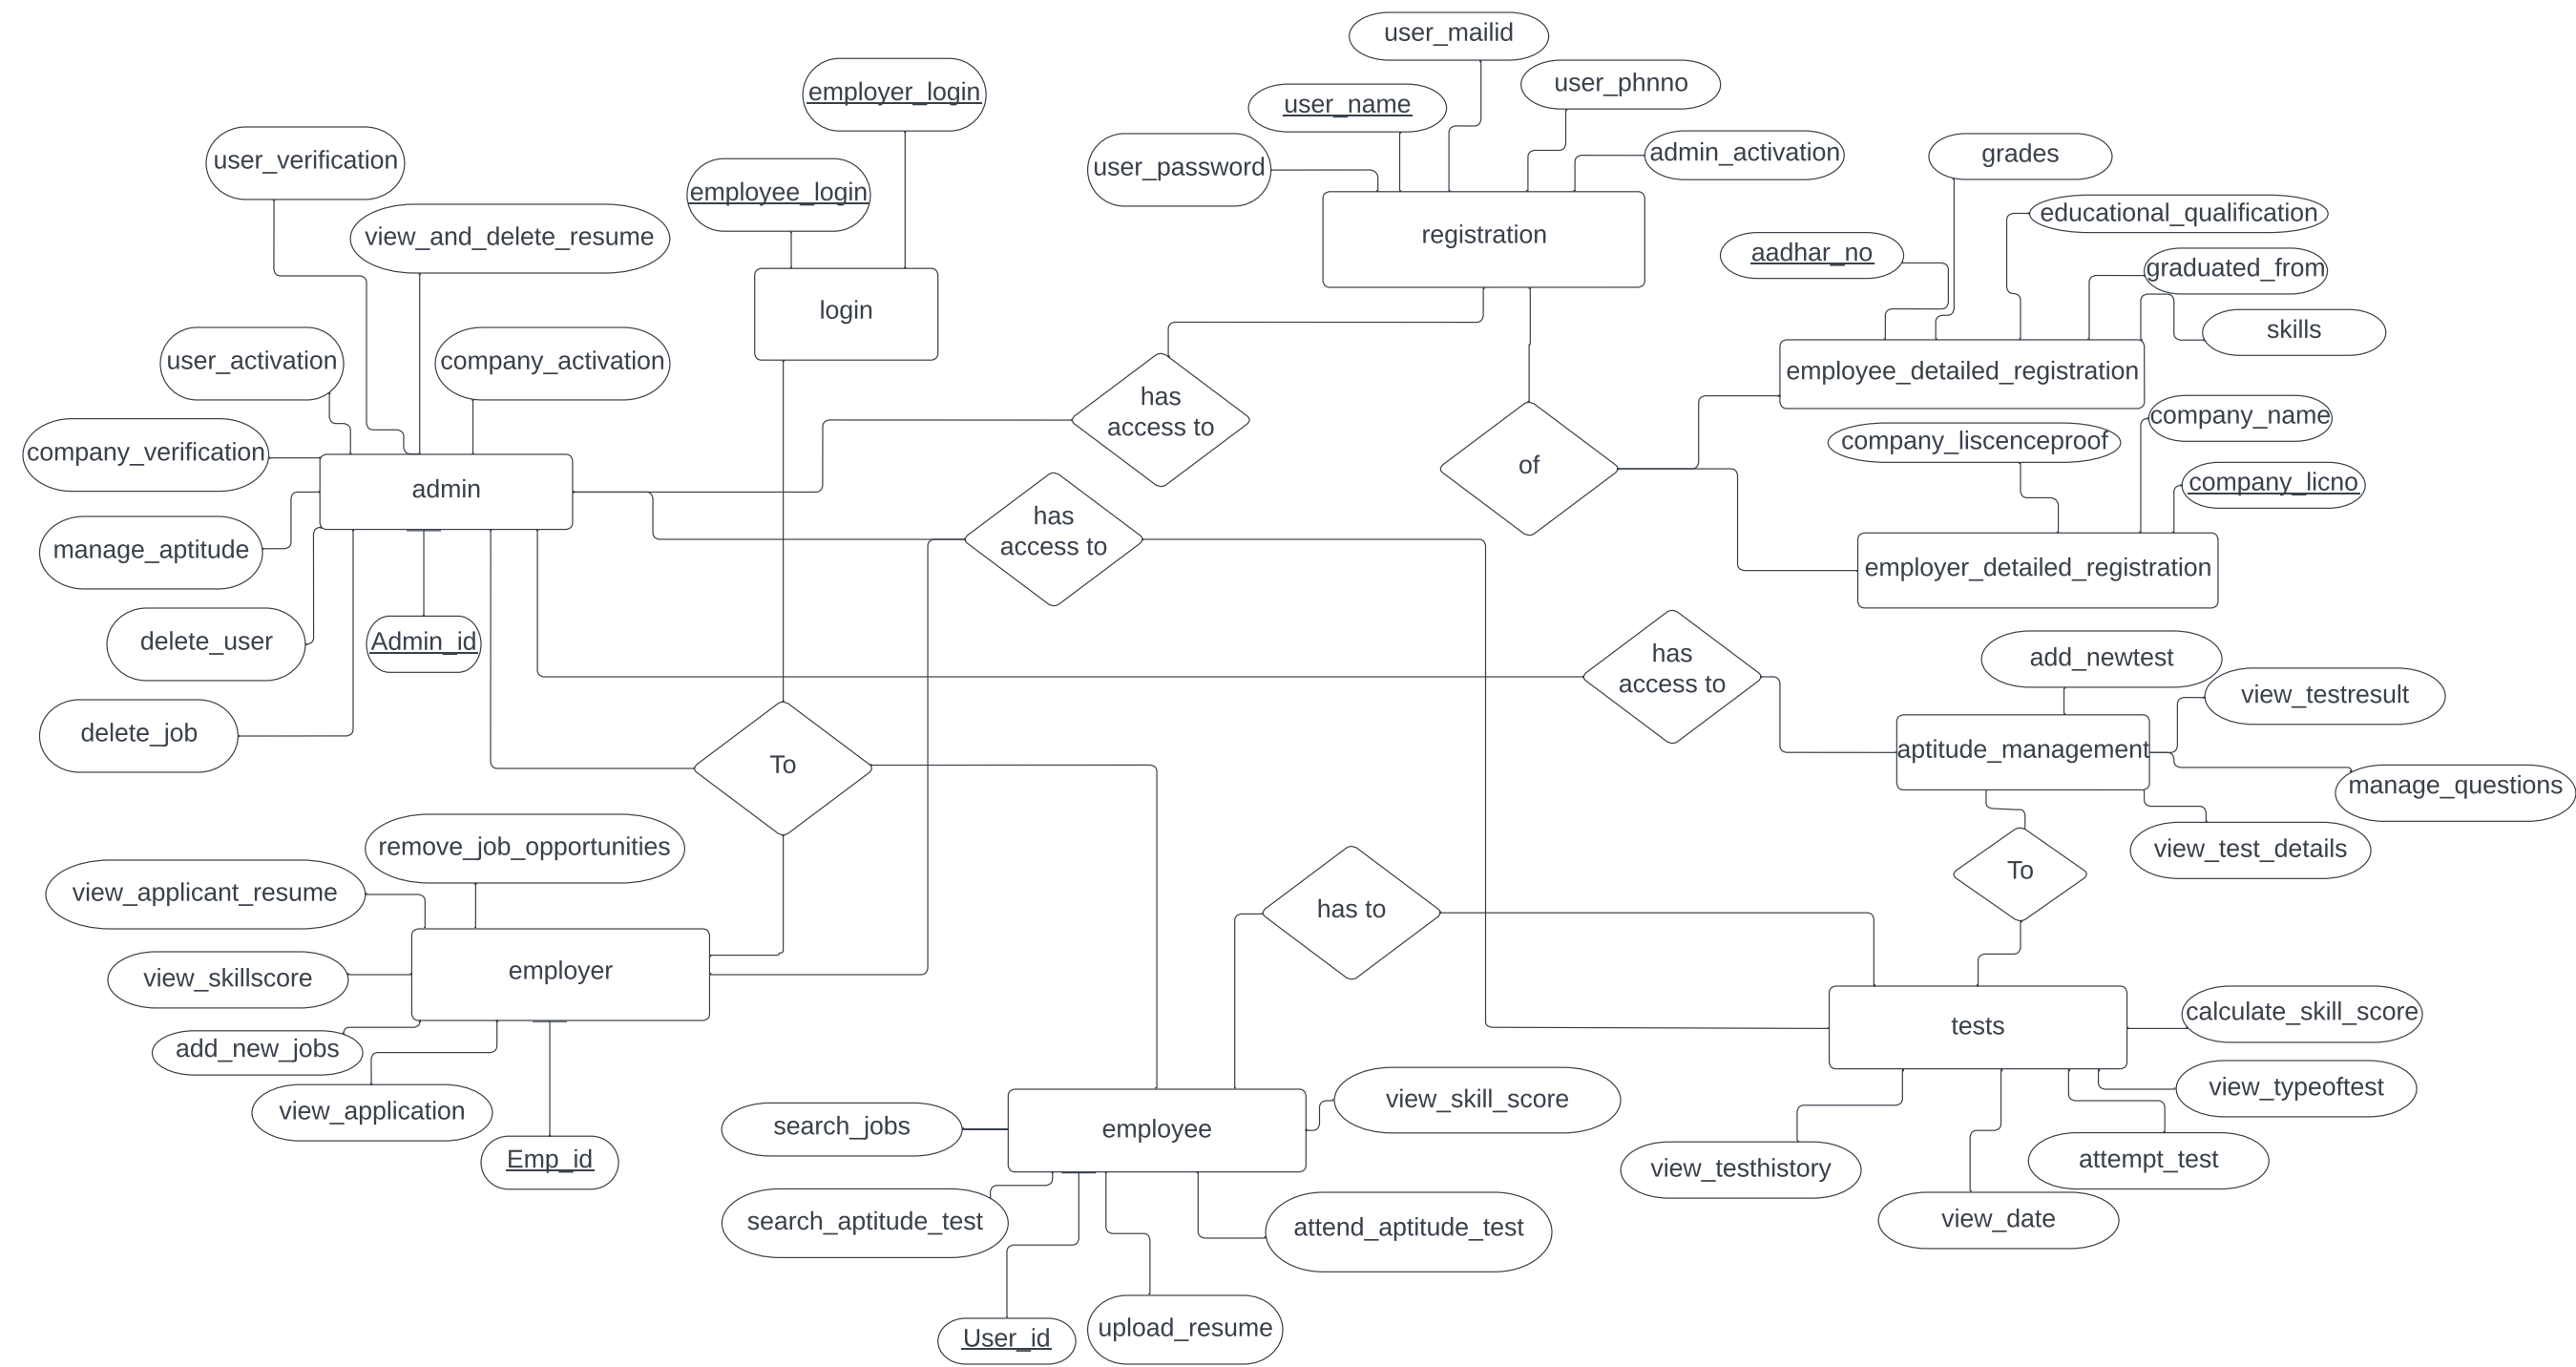 user_mailid
user_phnno
employer_login
user_name
user_password
admin_activation
grades
user_verification
employee_login
educational_qualification
view_and_delete_resume
registration
aadhar_no
graduated_from
login
skills
user_activation
company_activation
employee_detailed_registration
has
access to
company_name
company_liscenceproof
company_verification
of
admin
company_licno
has
access to
manage_aptitude
employer_detailed_registration
delete_user
Admin_id
has
access to
add_newtest
view_testresult
delete_job
To
aptitude_management
manage_questions
remove_job_opportunities
view_test_details
To
view_applicant_resume
has to
employer
view_skillscore
calculate_skill_score
tests
add_new_jobs
view_typeoftest
view_application
view_skill_score
search_jobs
employee
Emp_id
view_testhistory
attempt_test
search_aptitude_test
attend_aptitude_test
view_date
User_id
upload_resume